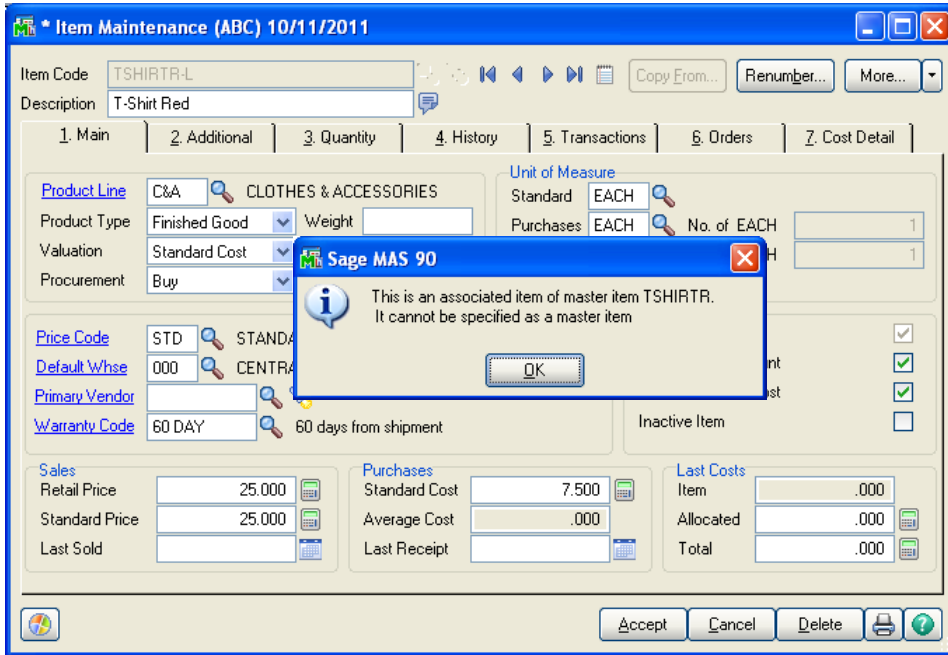 * Item Maintenance (ABC) 10/11/2011
Item Code TSHIRTR-L Copy From... Renumber... More...
Description T-Shirt Red
1. Main 2. Additional 3. Quantity 4. History 5. Transactions 6. Orders 7. Cost Detail
Product Line C&A CLOTHES & ACCESSORIES
Product Type Finished Good Weight
Valuation Standard Cost
Procurement Buy
Unit of Measure
Standard EACH
Purchases EACH No. of EACH 1
H 1
Sage MAS 90
This is an associated item of master item TSHIRTR.
It cannot be specified as a master item
OK
Price Code STD STANDA
Default Whse 000 CENTRA
Primary Vendor
Warranty Code 60 DAY 60 days from shipment
nt
ost
Inactive Item
Sales
Retail Price 25.000
Standard Price 25.000
Last Sold
Purchases
Standard Cost 7.500
Average Cost .000
Last Receipt
Last Costs
Item .000
Allocated .000
Total .000
Accept Cancel Delete